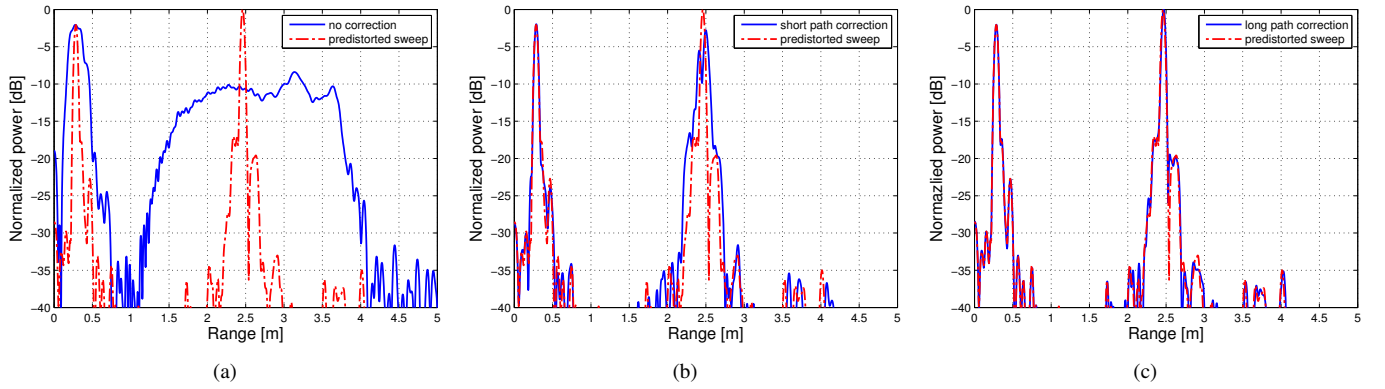 no correction
predistorted sweep
Normalized power [dB]
0
−5
−10
−15
−20
−25
−30
−35
−40
0 0.5 1 1.5 2 2.5 3 3.5 4 4.5 5
Range [m]
(a)
short path correction
predistorted sweep
Normalized power [dB]
0
−5
−10
−15
−20
−25
−30
−35
−40
0 0.5 1 1.5 2 2.5 3 3.5 4 4.5 5
Range [m]
(b)
long path correction
predistorted sweep
Normazlied power [dB]
0
−5
−10
−15
−20
−25
−30
−35
−40
0 0.5 1 1.5 2 2.5 3 3.5 4 4.5 5
Range [m]
(c)